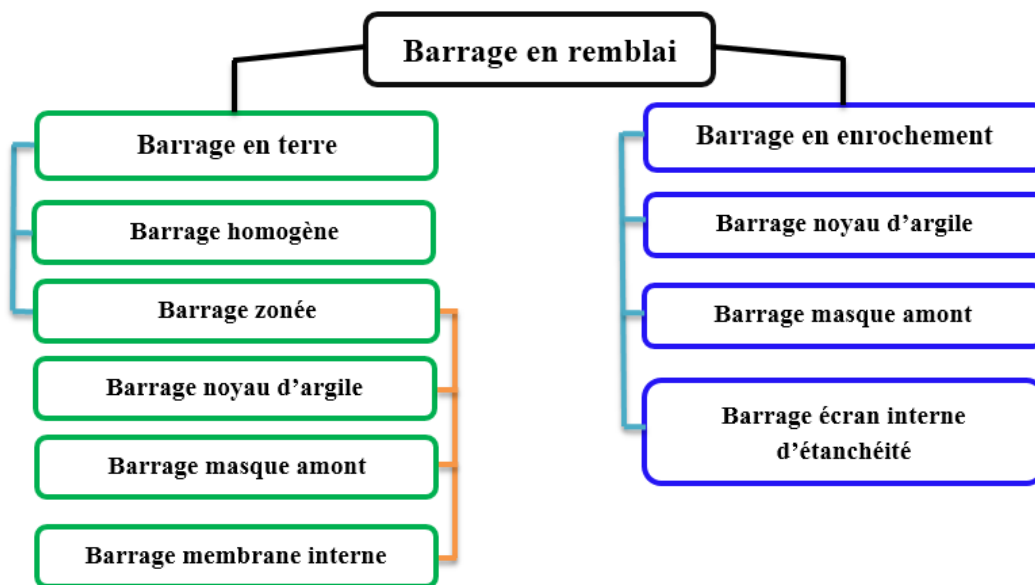 Barrage en remblai
Barrage en terre
Barrage homogène
Barrage zonée
Barrage noyau d’argile
Barrage masque amont
Barrage membrane interne
Barrage en enrochement
Barrage noyau d’argile
Barrage masque amont
Barrage écran interne
d’étanchéité